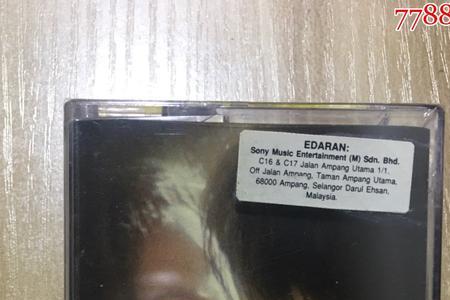 7788
EDARAN:
Sony Music Entertainment (M) Sdn. Bhd.
C16 & C17 Jalan Ampang Utama 1/1,
Off Jalan Ampang, Taman Ampang Utama,
68000 Ampang, Selangor Darul Ehsan,
Malaysia.